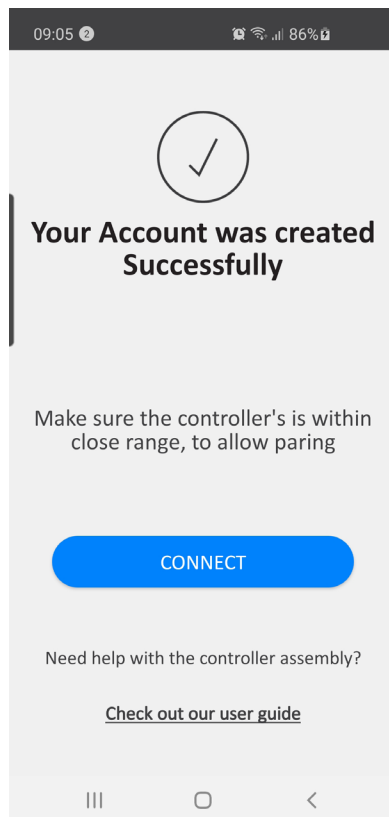 09:05 2 86%
Your Account was created
Successfully
Make sure the controller's is within
close range, to allow paring
CONNECT
Need help with the controller assembly?
Check out our user guide